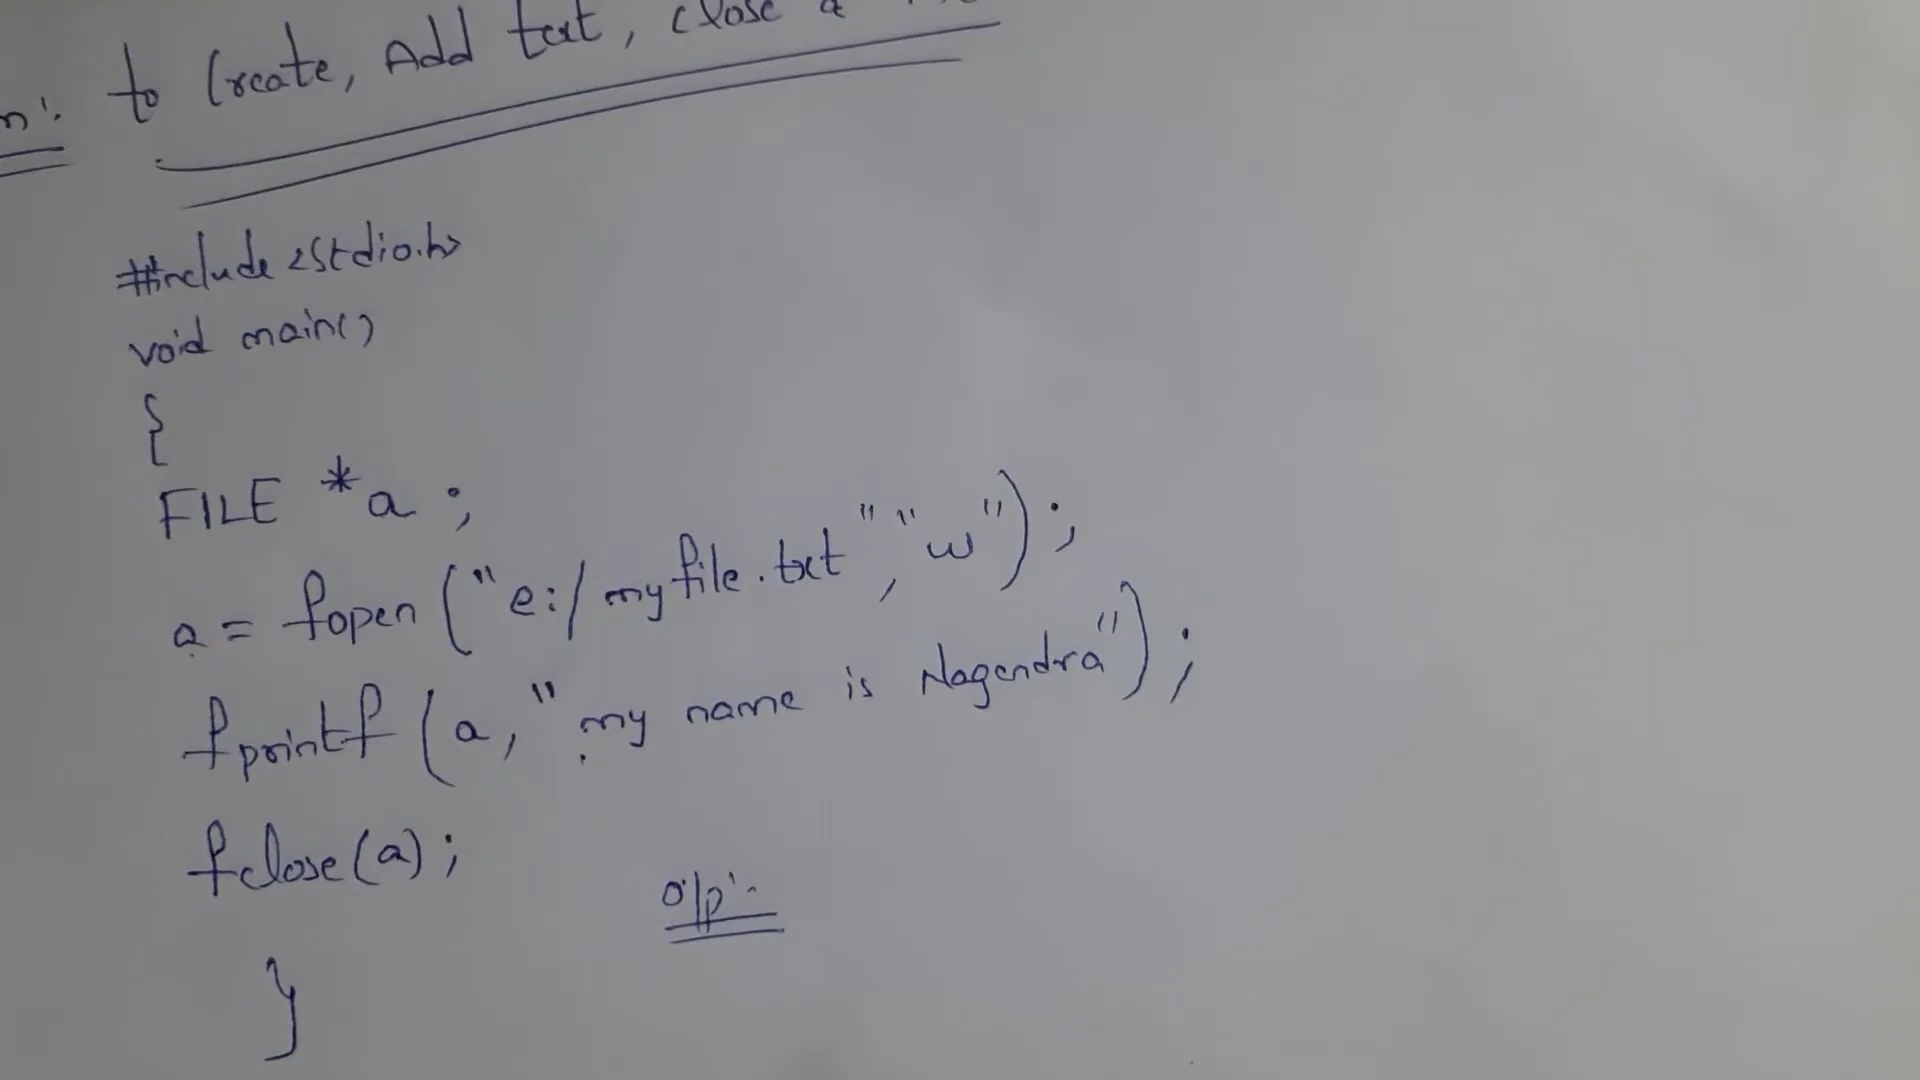 n:. to Create, Add text, close a
#include <stdio.h>
void main()
{
FILE *a ;
a = fopen ("e:/ myfile.txt","w");
fprintf (a, "my name is Nagendra");
fclose(a);
o/p:-
}